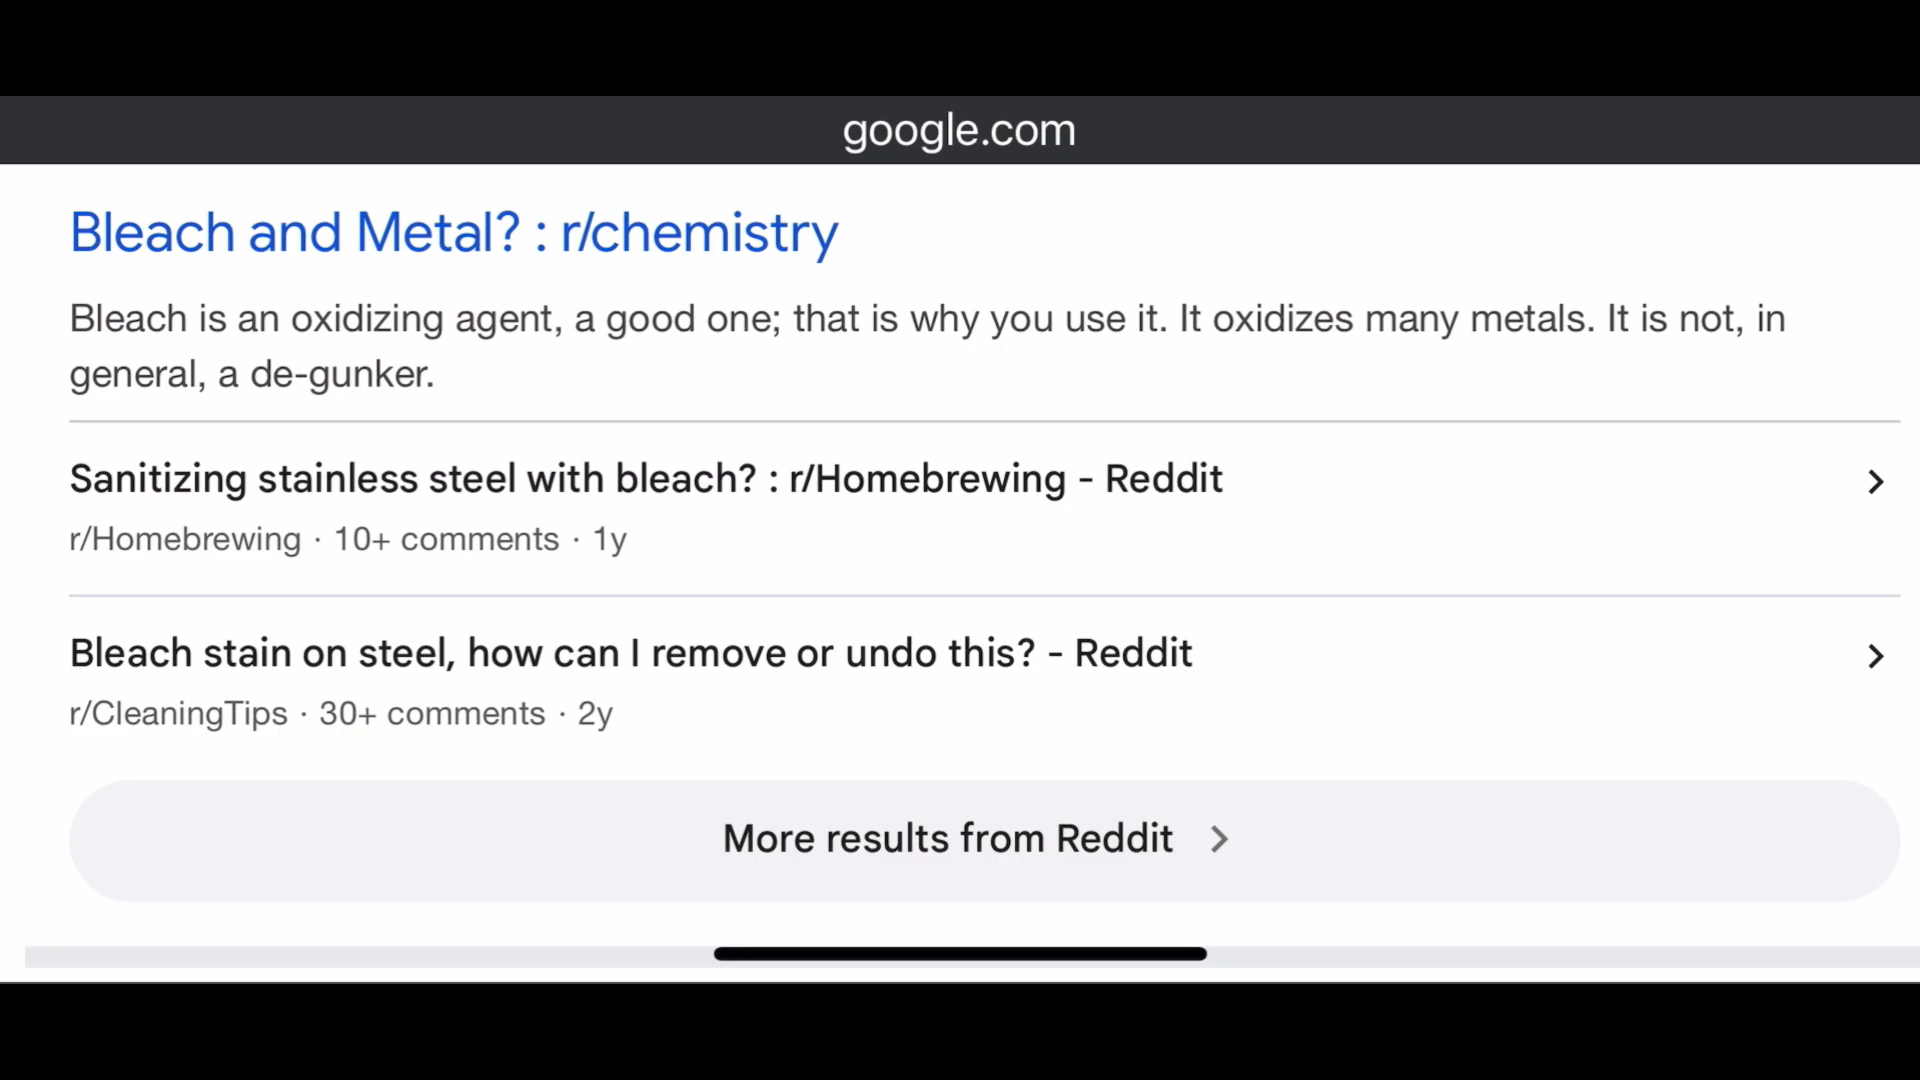 google.com
Bleach and Metal? : r/chemistry
Bleach is an oxidizing agent, a good one; that is why you use it. It oxidizes many metals. It is not, in
general, a de-gunker.
Sanitizing stainless steel with bleach? : r/Homebrewing - Reddit
r/Homebrewing · 10+ comments · 1y
Bleach stain on steel, how can I remove or undo this? - Reddit
r/CleaningTips · 30+ comments · 2y
More results from Reddit